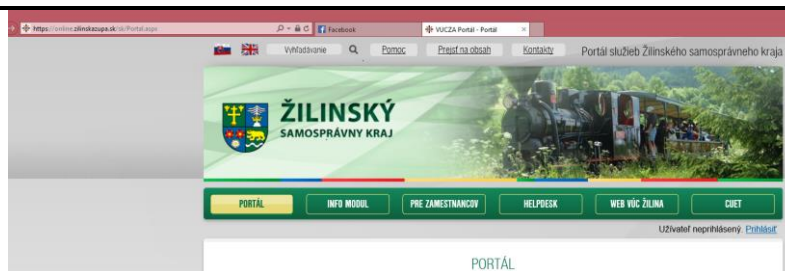 https://online.zilinskazupa.sk/sk/Portal.aspx
Facebook
VUCZA Portal - Portál
Vyhľadávanie Pomoc Prejsť na obsah Kontakty Portál služieb Žilinského samosprávneho kraja
ŽILINSKÝ
SAMOSPRÁVNY KRAJ
PORTÁL INFO MODUL PRE ZAMESTNANCOV HELPDESK WEB VÚC ŽILINA CUET
Užívateľ neprihlásený. Prihlásiť
PORTÁL